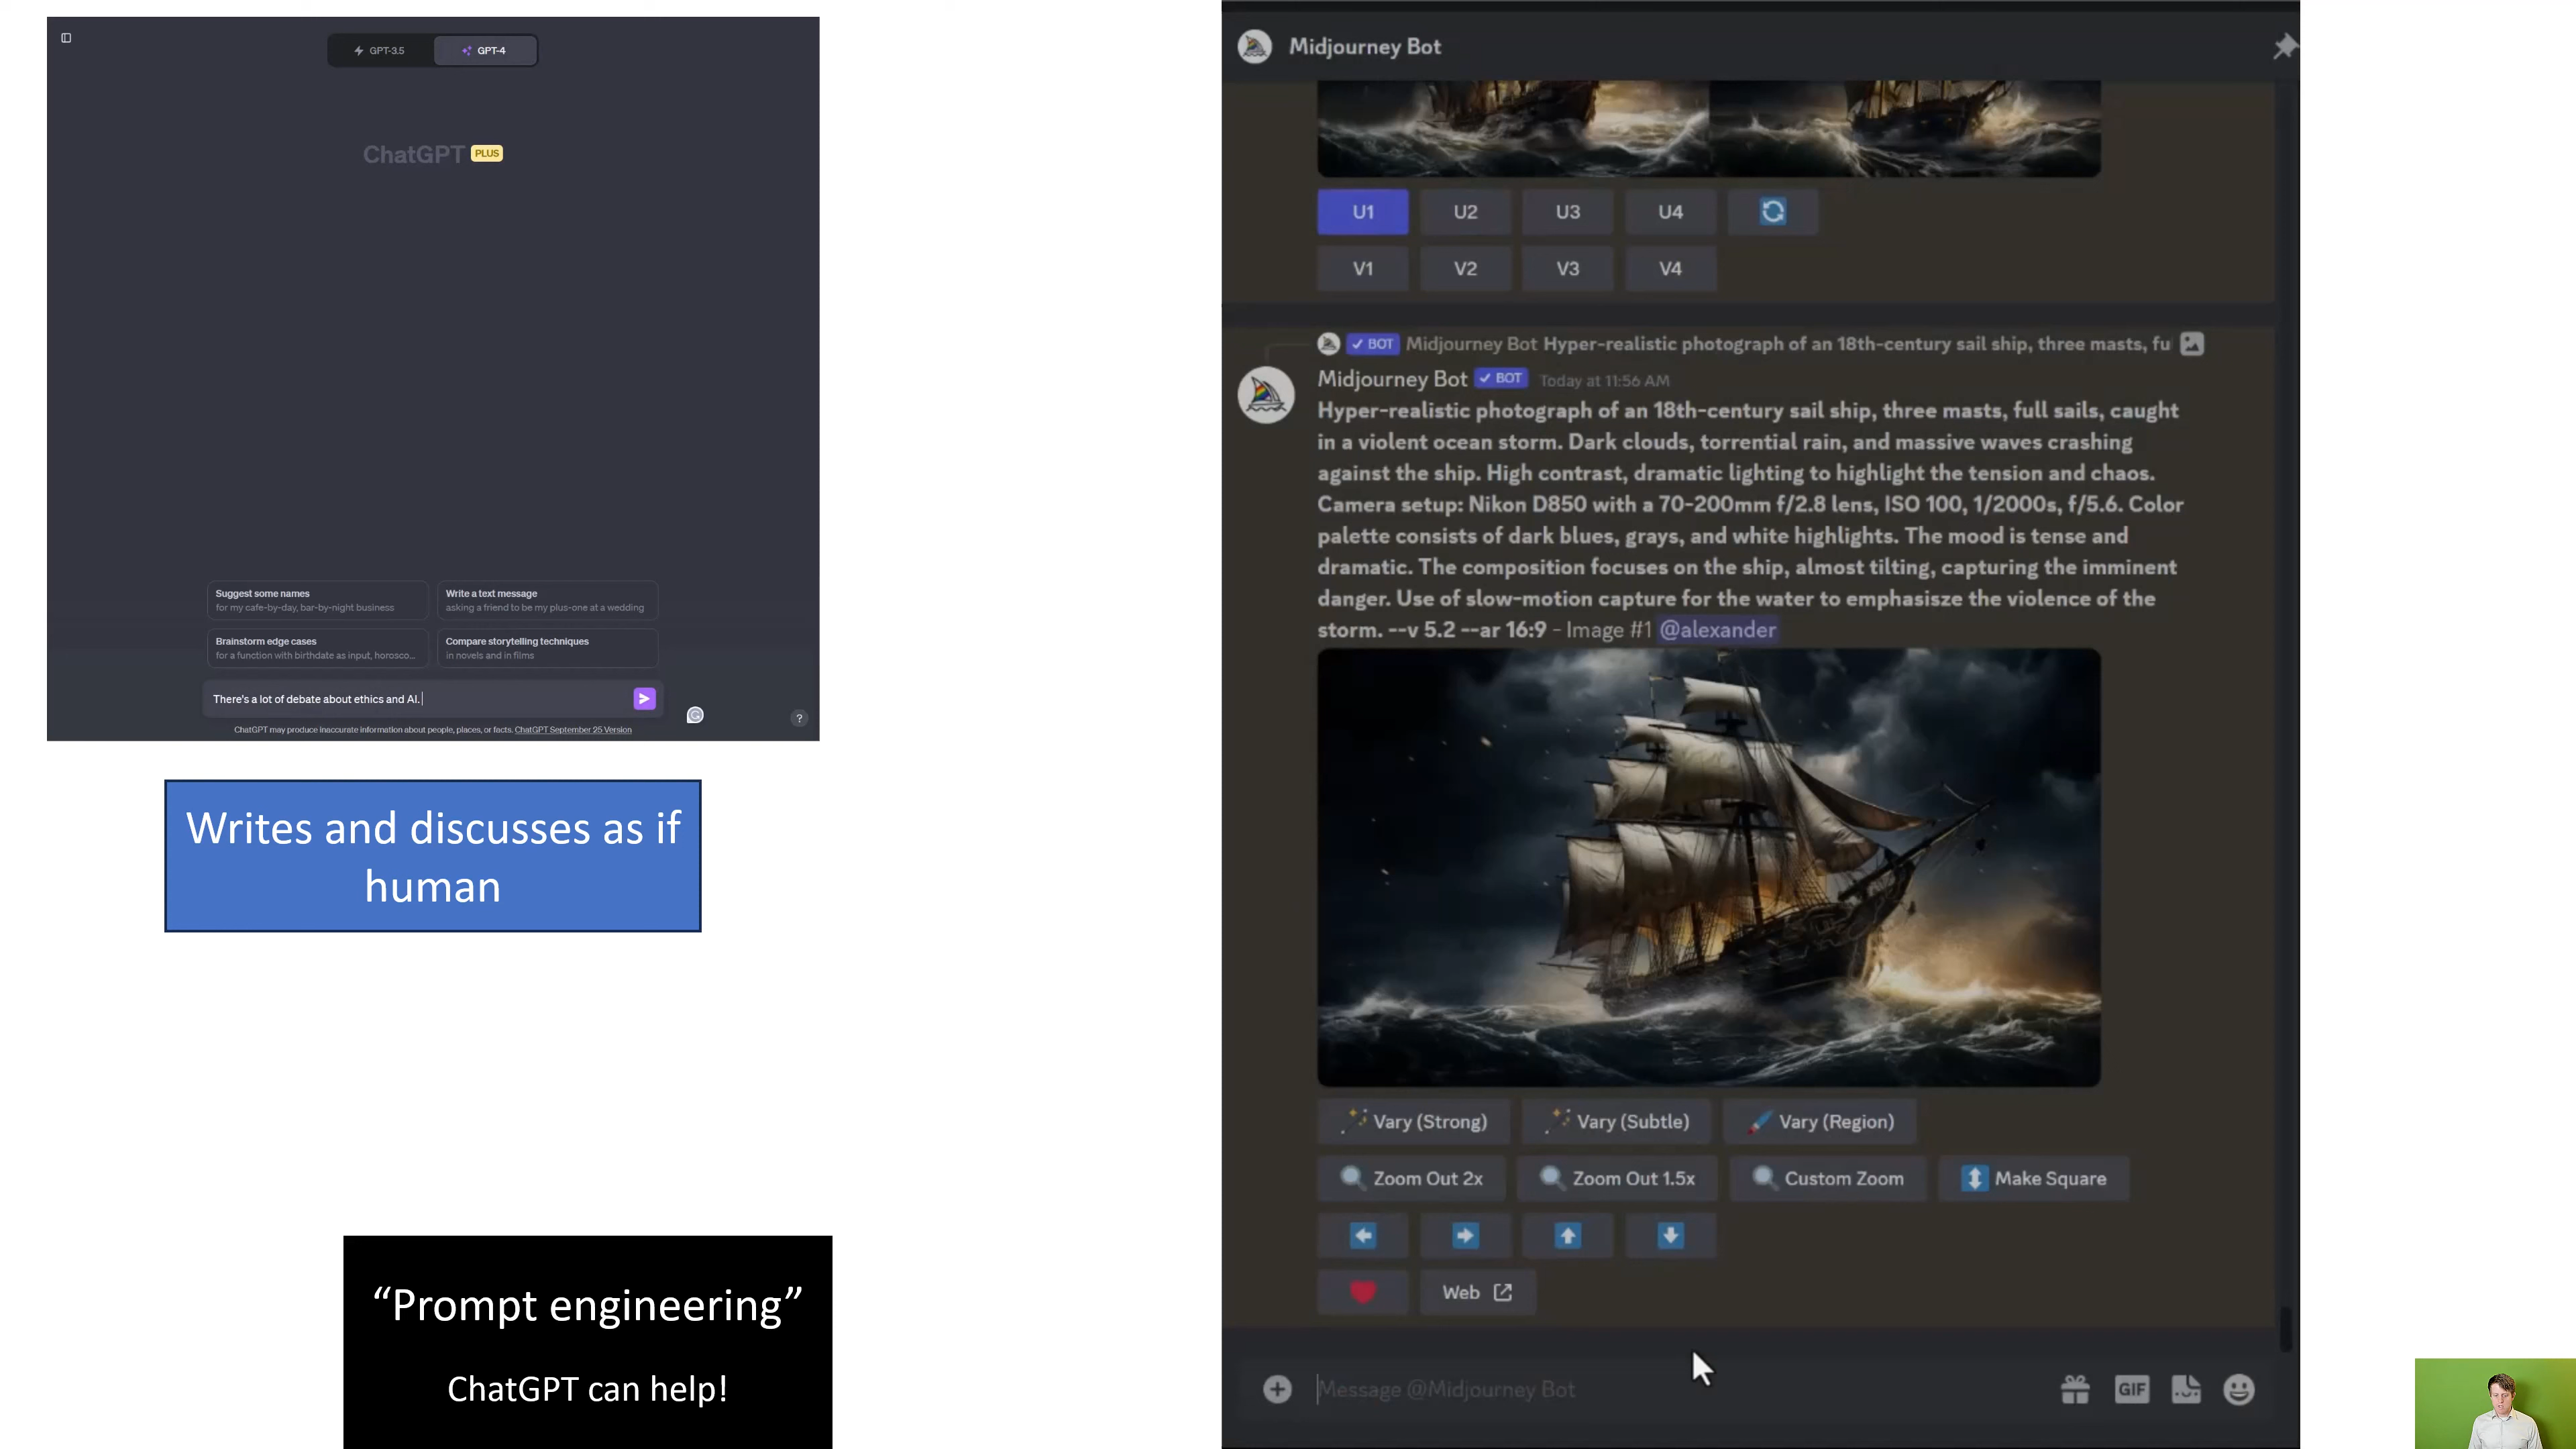 GPT-3.5
GPT-4
ChatGPT PLUS
Suggest some names
for my cafe-by-day, bar-by-night business
Write a text message
asking a friend to be my plus-one at a wedding
Brainstorm edge cases
for a function with birthdate as input, horosco...
Compare storytelling techniques
in novels and in films
There's a lot of debate about ethics and AI.
?
ChatGPT may produce inaccurate information about people, places, or facts. ChatGPT September 25 Version
Writes and discusses as if
human
“Prompt engineering”
ChatGPT can help!
Midjourney Bot
U1 U2 U3 U4
V1 V2 V3 V4
BOT Midjourney Bot Hyper-realistic photograph of an 18th-century sail ship, three masts, fu
Midjourney Bot BOT Today at 11:56 AM
Hyper-realistic photograph of an 18th-century sail ship, three masts, full sails, caught
in a violent ocean storm. Dark clouds, torrential rain, and massive waves crashing
against the ship. High contrast, dramatic lighting to highlight the tension and chaos.
Camera setup: Nikon D850 with a 70-200mm f/2.8 lens, ISO 100, 1/2000s, f/5.6. Color
palette consists of dark blues, grays, and white highlights. The mood is tense and
dramatic. The composition focuses on the ship, almost tilting, capturing the imminent
danger. Use of slow-motion capture for the water to emphasisze the violence of the
storm. --v 5.2 --ar 16:9 - Image #1 @alexander
Vary (Strong) Vary (Subtle) Vary (Region)
Zoom Out 2x Zoom Out 1.5x Custom Zoom Make Square
Web
Message @Midjourney Bot
GIF